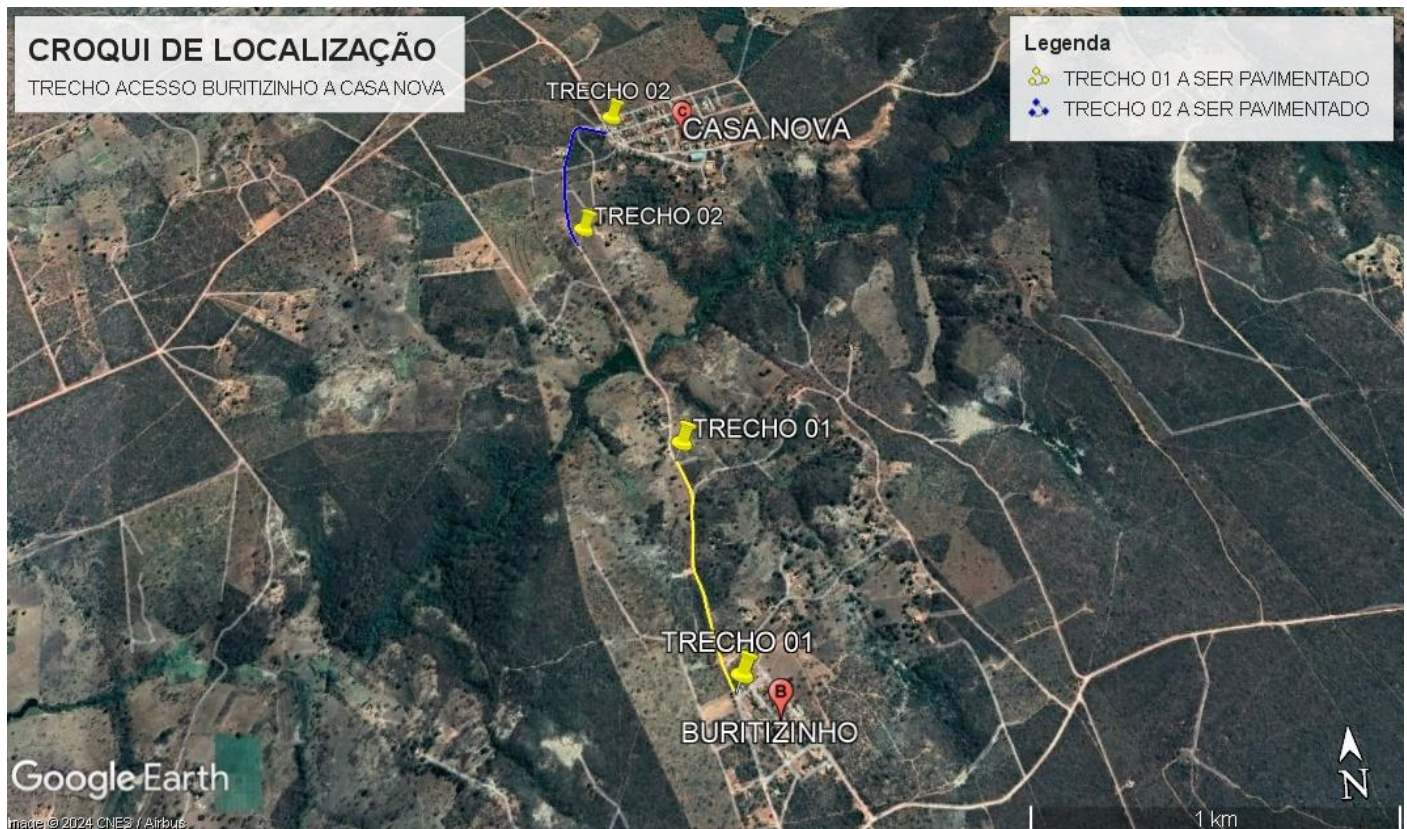 CROQUI DE LOCALIZAÇÃO
TRECHO ACESSO BURITIZINHO A CASA NOVA
Legenda
TRECHO 01 A SER PAVIMENTADO
TRECHO 02 A SER PAVIMENTADO
TRECHO 02
C
CASA NOVA
TRECHO 02
TRECHO 01
TRECHO 01
B
BURITIZINHO
N
Google Earth
Image © 2024 CNES / Airbus
1 km